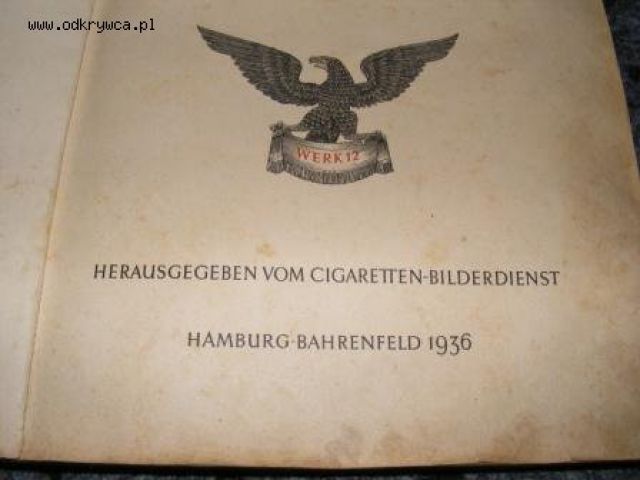 www.odkrywca.pl
WERK 12
HERAUSGEGEBEN VOM CIGARETTEN-BILDERDIENST
HAMBURG-BAHRENFELD 1936